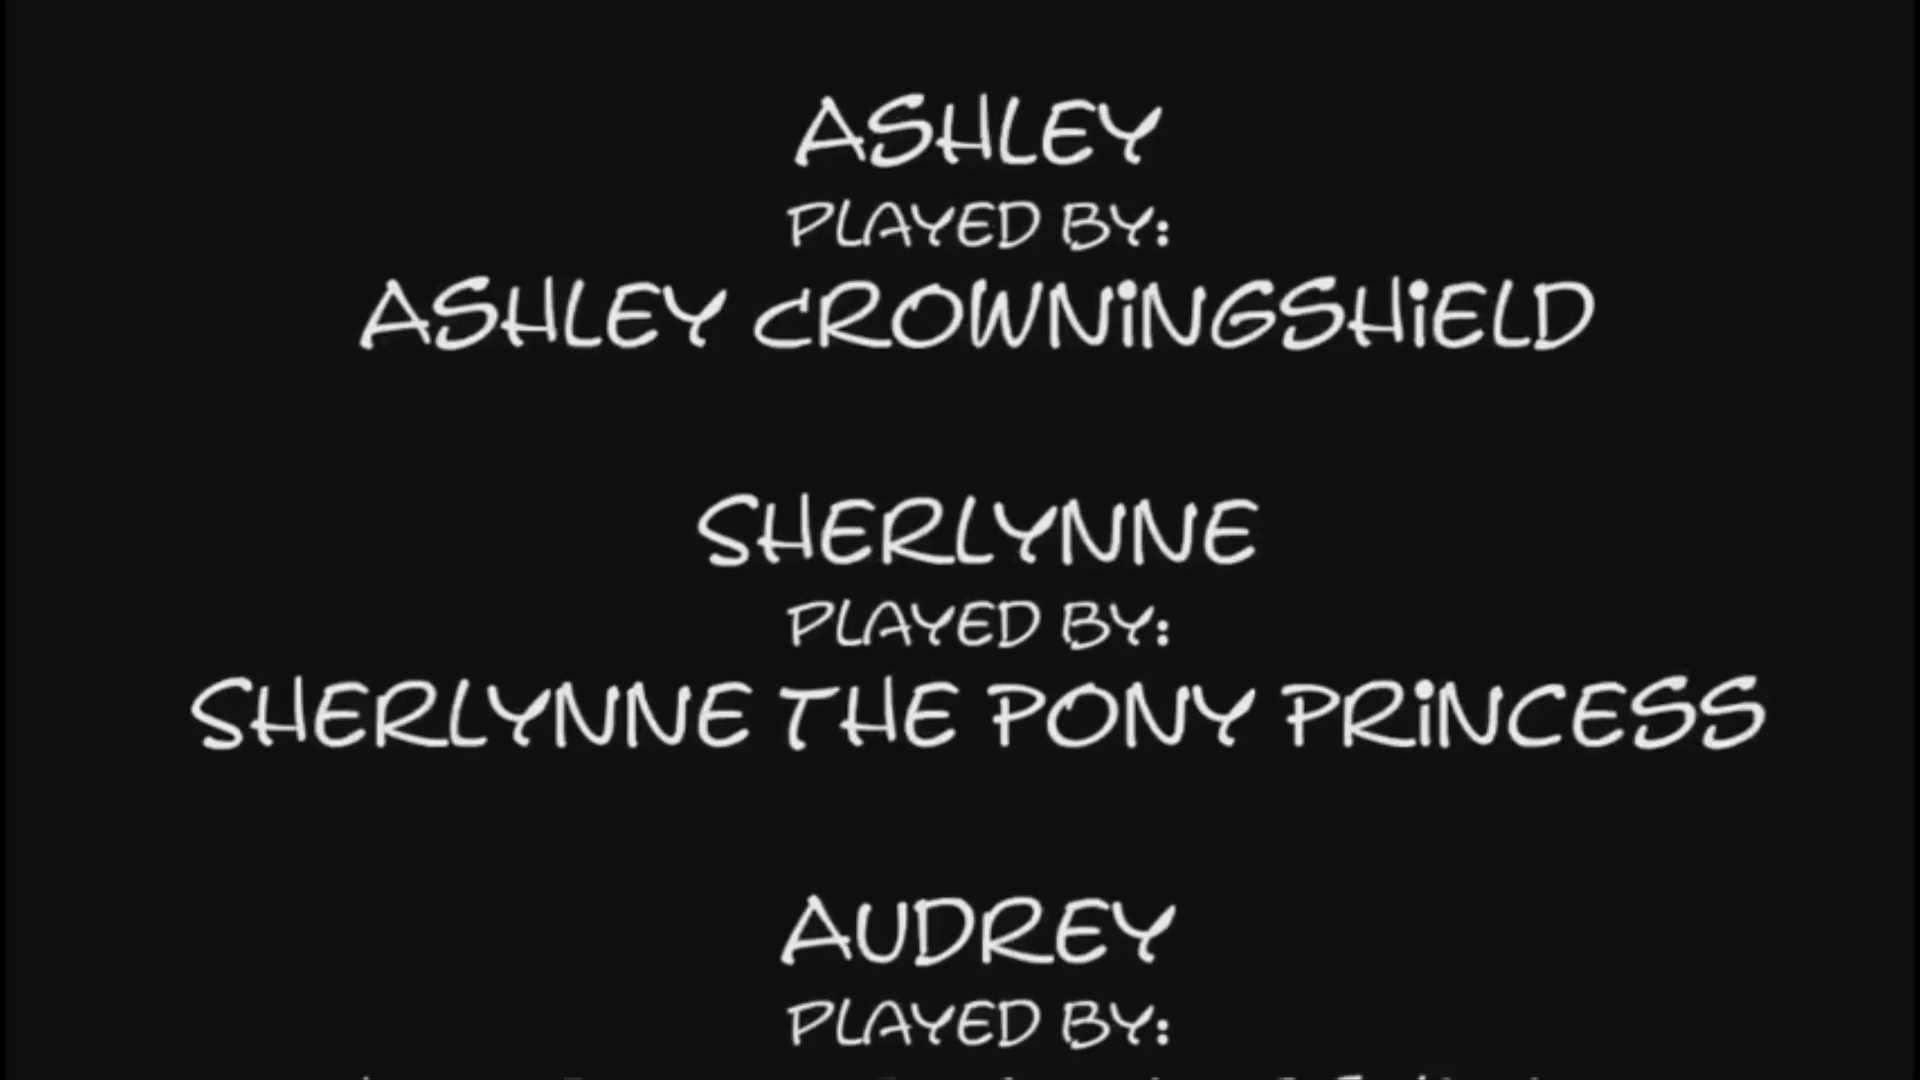 ASHLEY
PLAYED BY:
ASHLEY CROWNiNGSHiELD
SHERLYNNE
PLAYED BY:
SHERLYNNE THE PONY PRiNCESS
AUDREY
PLAYED BY: